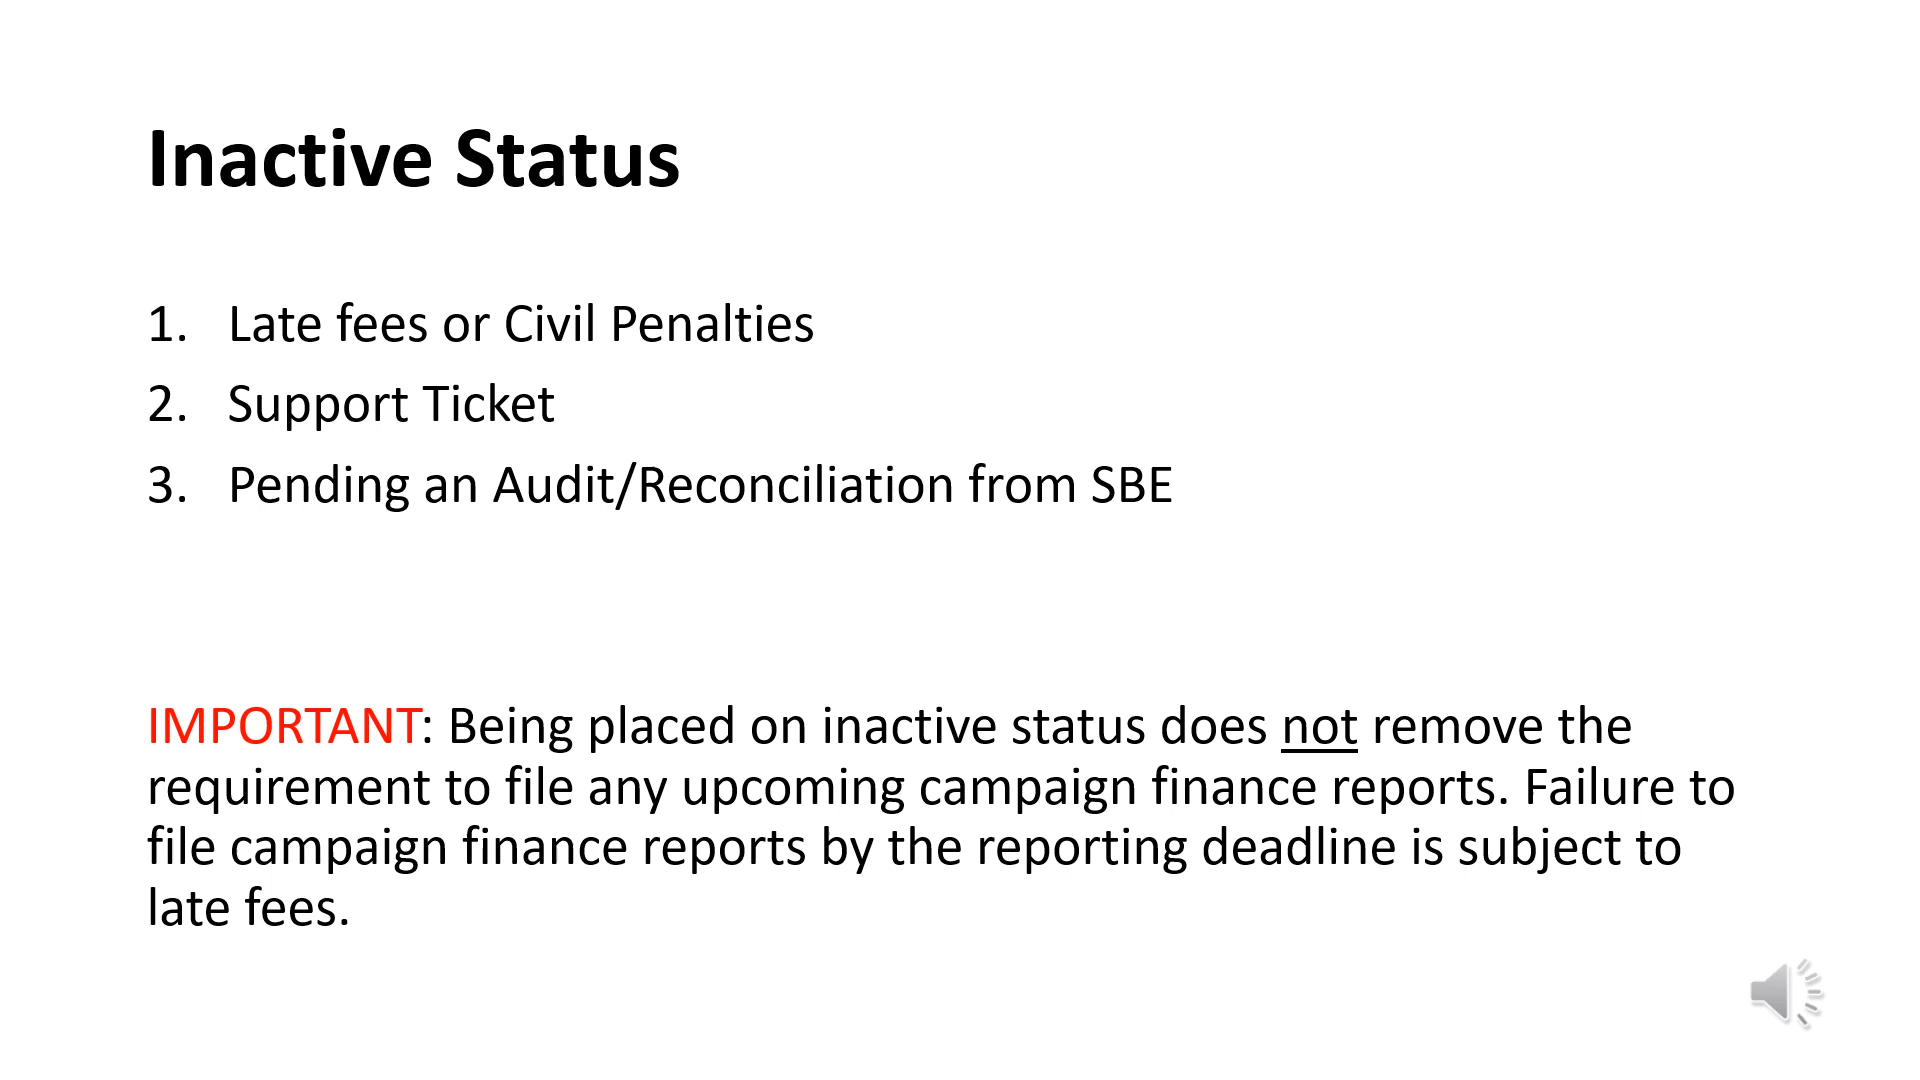 Inactive Status
1. Late fees or Civil Penalties
2. Support Ticket
3. Pending an Audit/Reconciliation from SBE
IMPORTANT: Being placed on inactive status does not remove the
requirement to file any upcoming campaign finance reports. Failure to
file campaign finance reports by the reporting deadline is subject to
late fees.